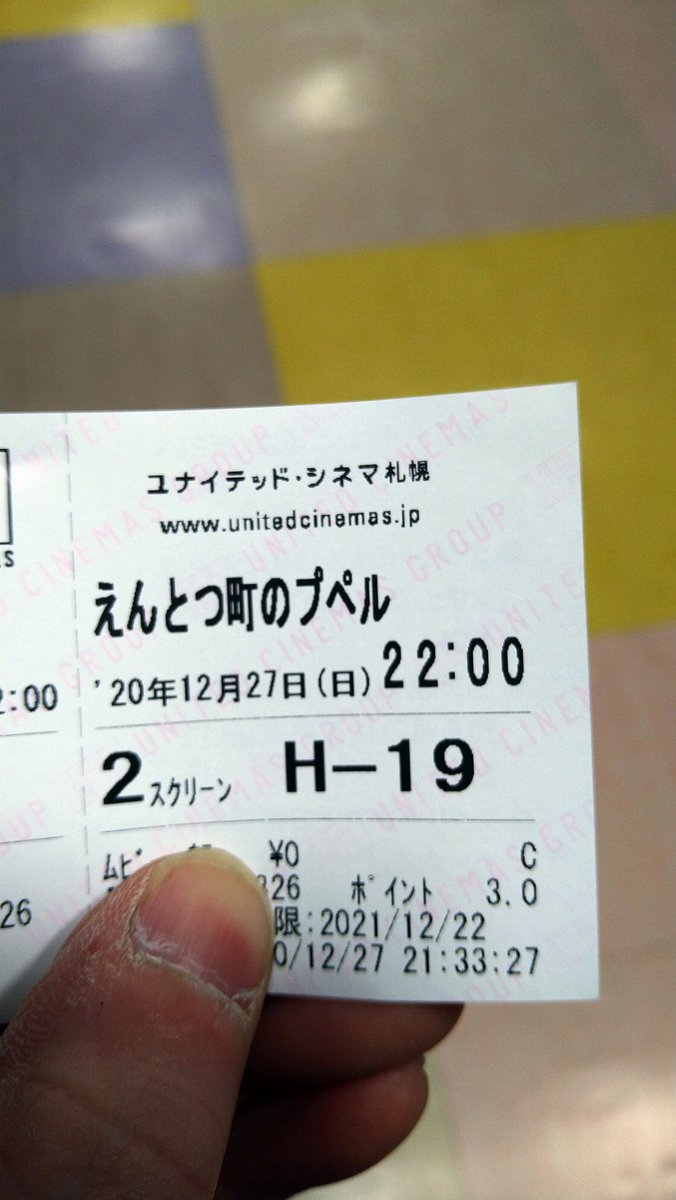 ユナイテッド・シネマ札幌
www.unitedcinemas.jp
えんとつ町のプペル
'20年12月27日(日) 22:00
2スクリーン H-19
¥0 C
26 ポイント 3.0
限:2021/12/22
0/12/27 21:33:27
:00
26